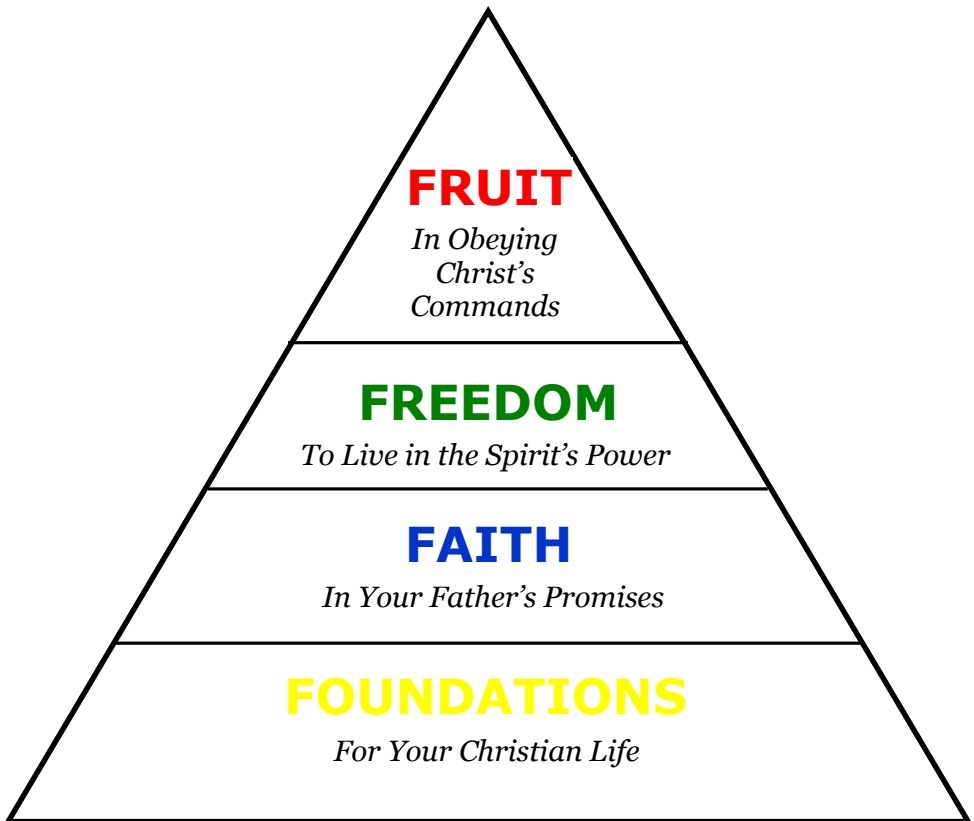 FRUIT
In Obeying
Christ’s
Commands
FREEDOM
To Live in the Spirit’s Power
FAITH
In Your Father’s Promises
FOUNDATIONS
For Your Christian Life